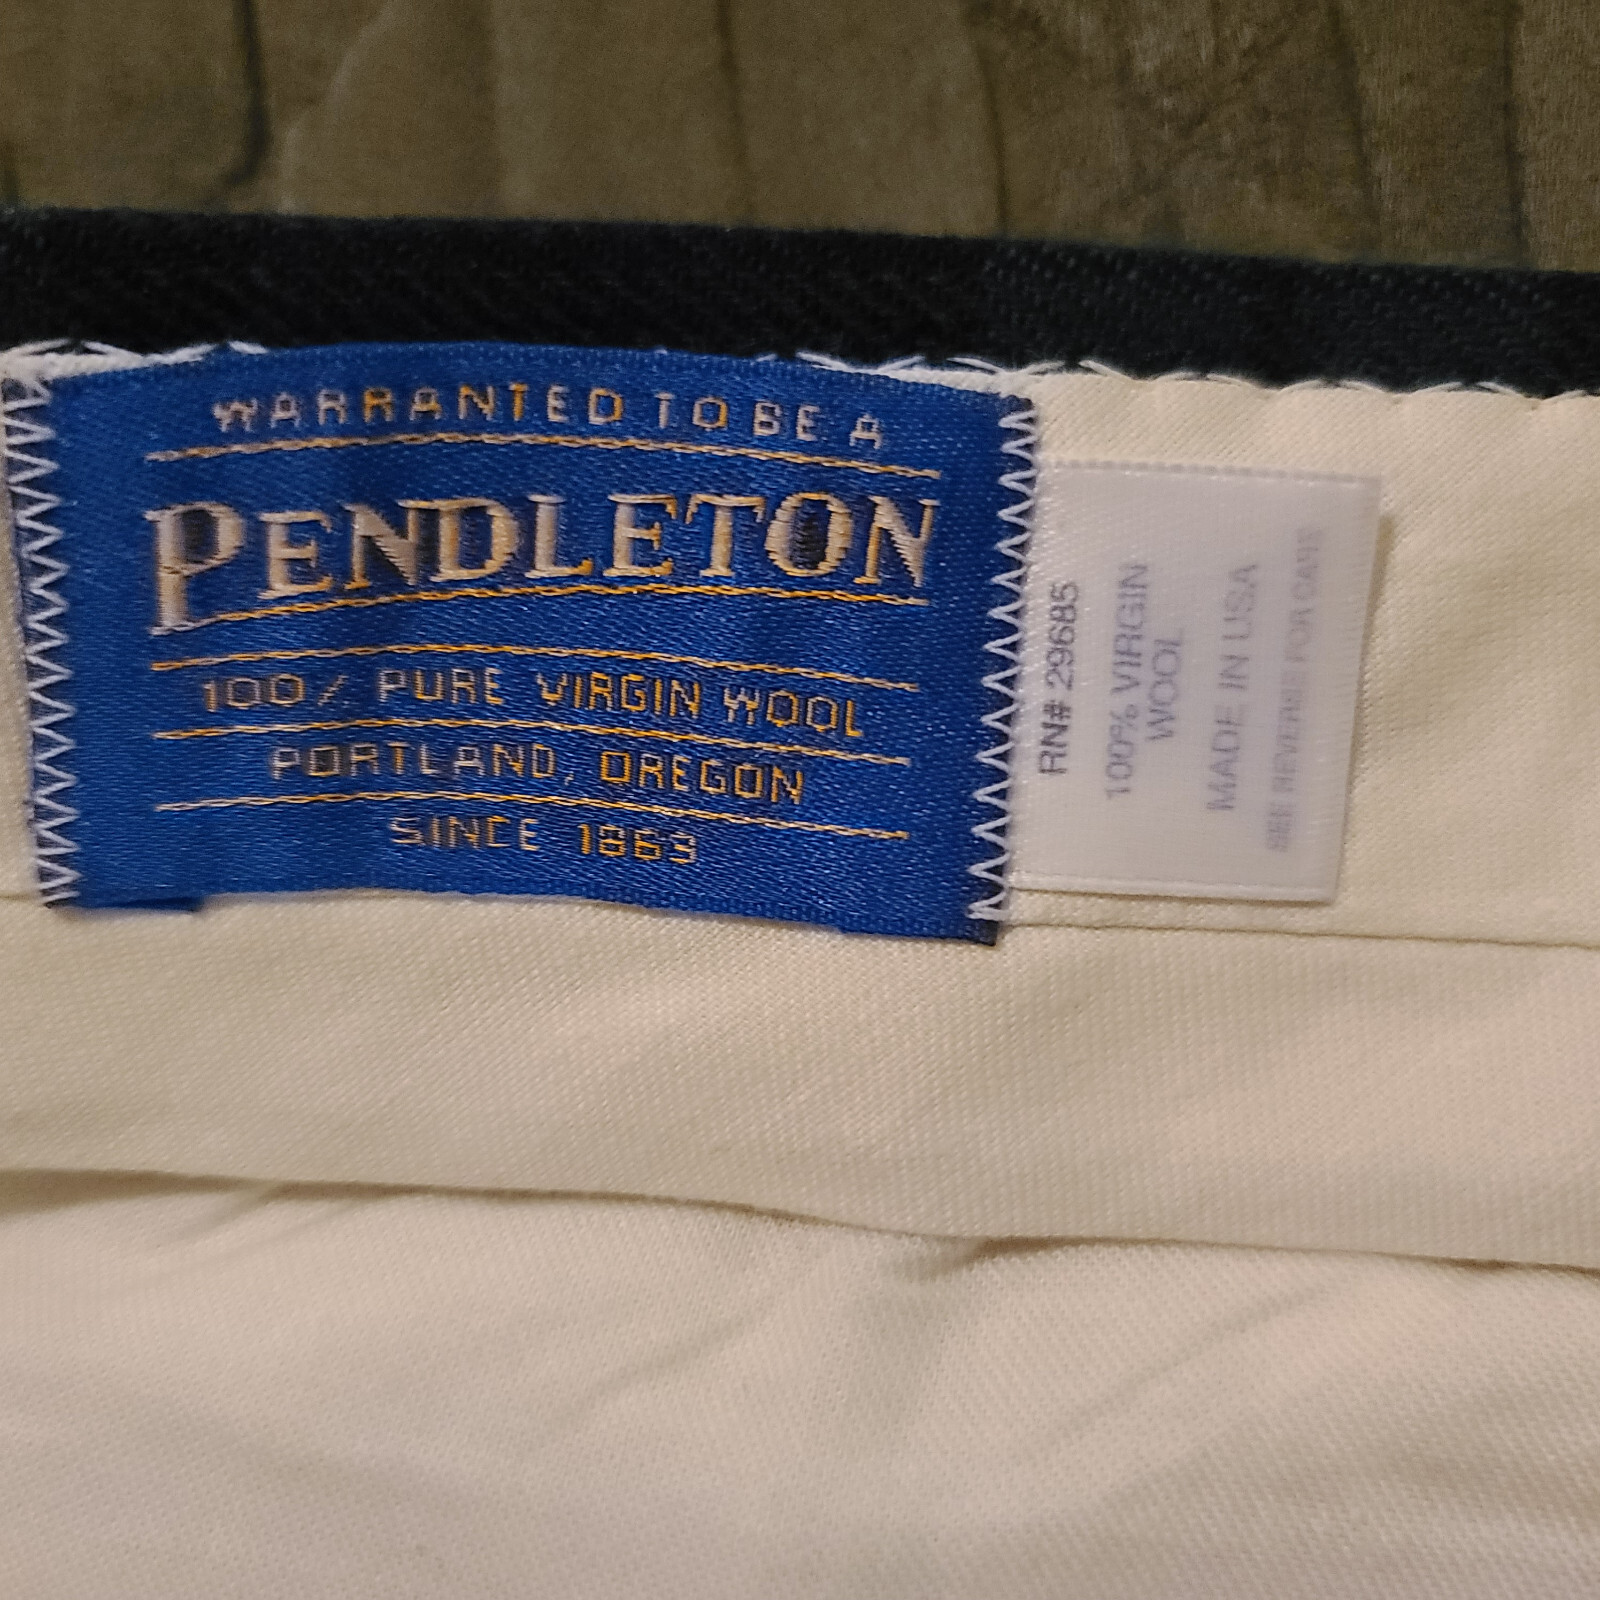 WARRANTED TO BE A
PENDLETON
100% PURE VIRGIN WOOL
PORTLAND, OREGON
SINCE 1863
RN# 29685
100% VIRGIN
WOOL
MADE IN USA
SEE REVERSE FOR CARE